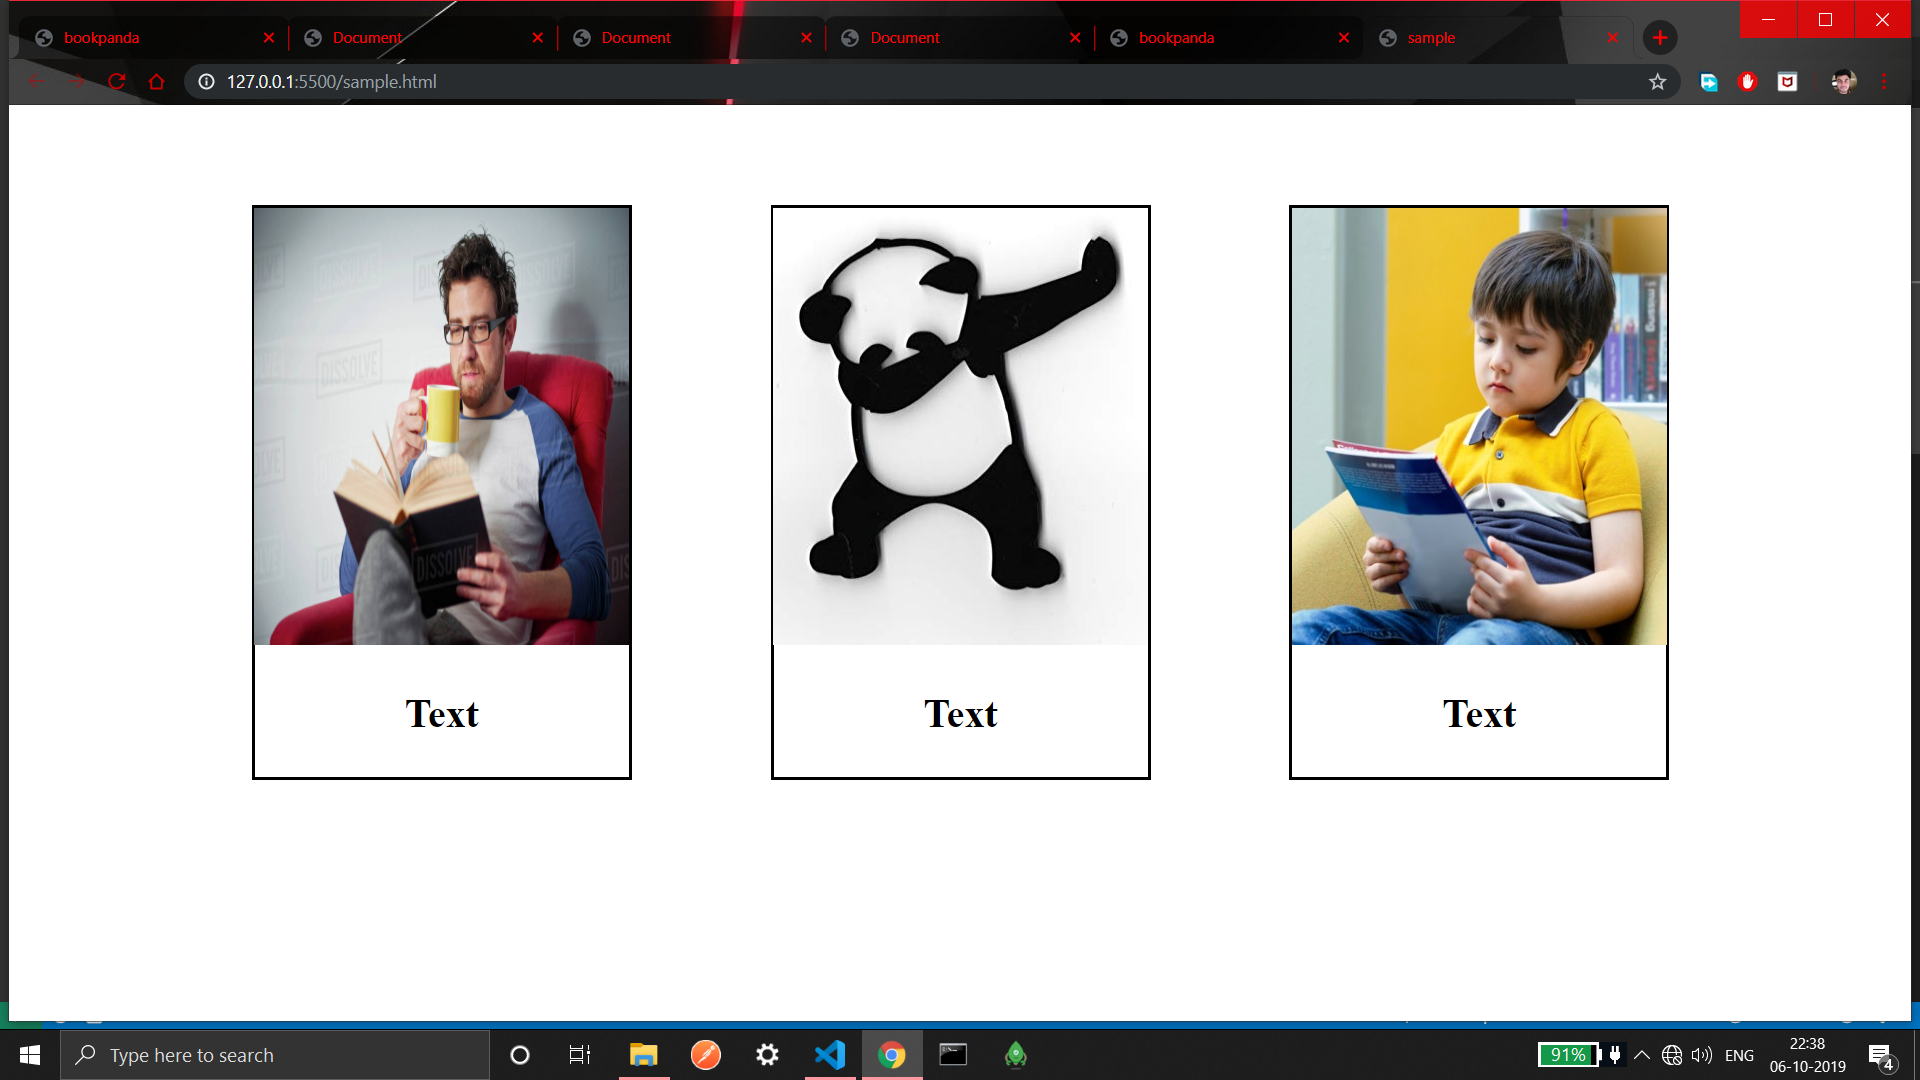 bookpanda
Document
Document
Document
bookpanda
sample
127.0.0.1:5500/sample.html
DISSOLVE
DISSOLVE
Text
Text
Text
Type here to search
91%
ENG
22:38
06-10-2019
4